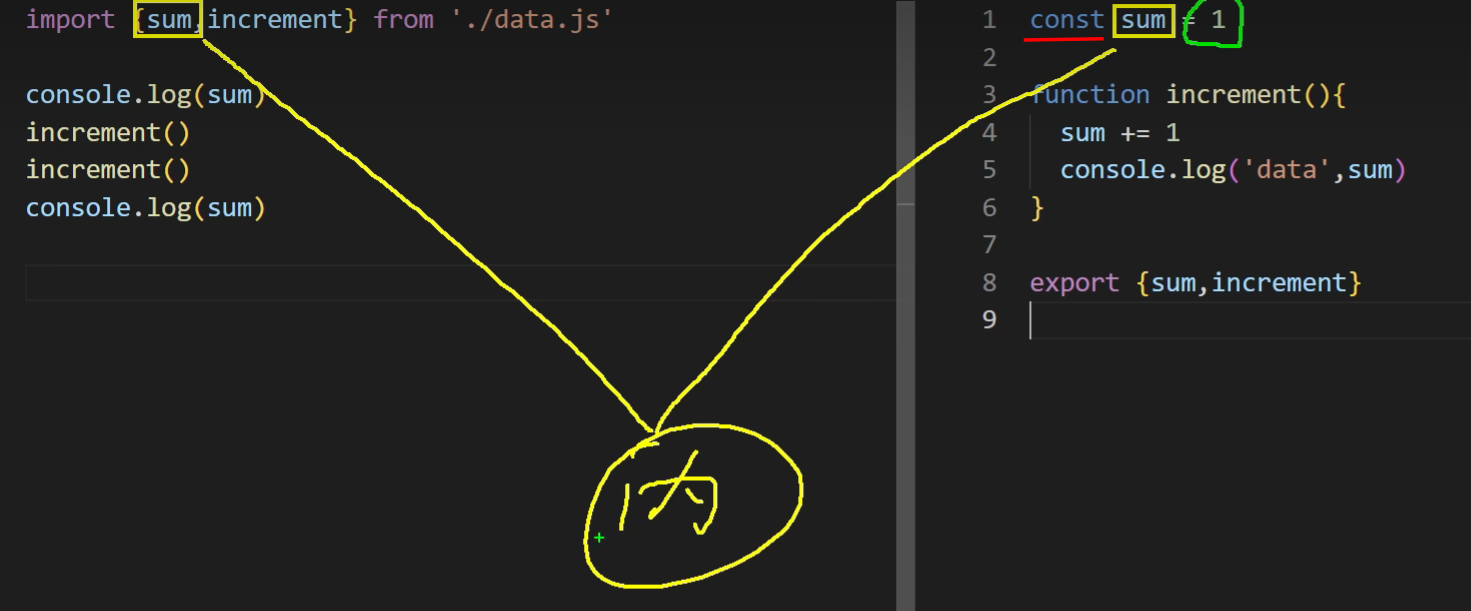 import {sum,increment} from './data.js'
console.log(sum)
increment()
increment()
console.log(sum)
1 const sum = 1
2
3 function increment(){
4 sum += 1
5 console.log('data',sum)
6 }
7
8 export {sum,increment}
9
内